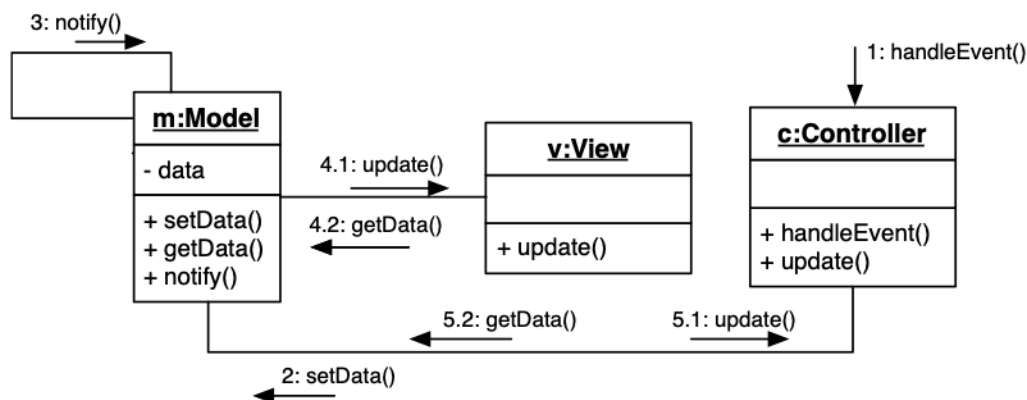 3: notify()
1: handleEvent()
m:Model
- data
+ setData()
+ getData()
+ notify()
4.1: update()
4.2: getData()
v:View
+ update()
c:Controller
+ handleEvent()
+ update()
5.2: getData()
5.1: update()
2: setData()